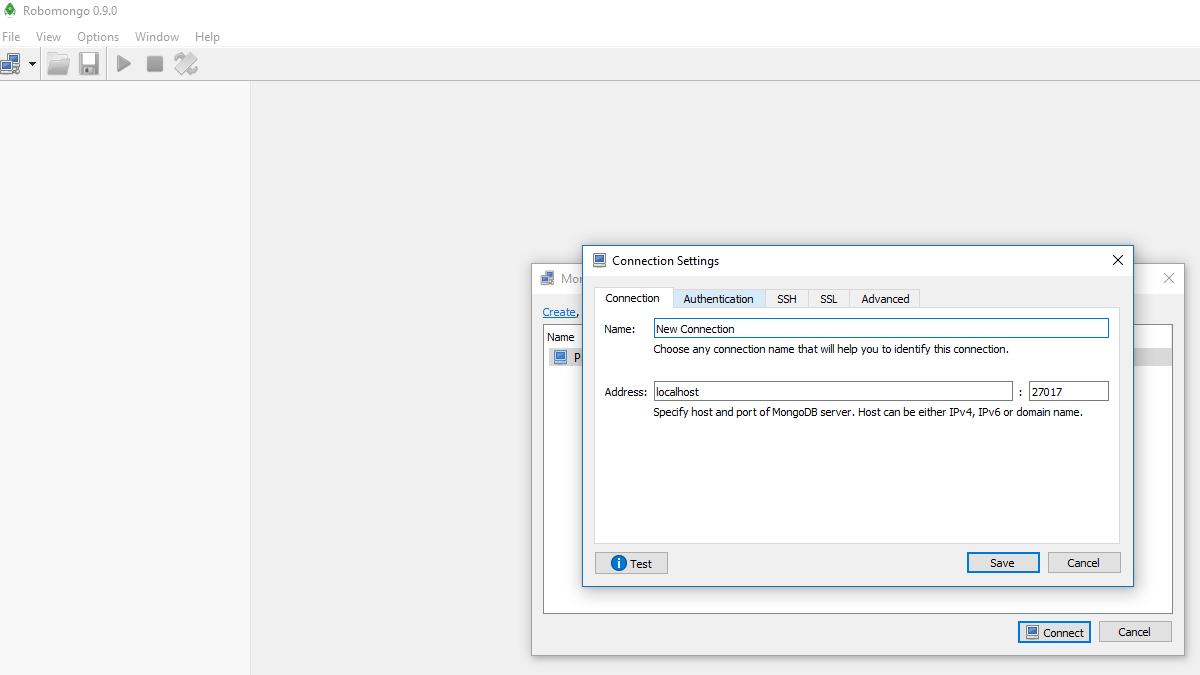 Robomongo 0.9.0
File View Options Window Help
Connection Settings
Create,
Name
P
Connection Authentication SSH SSL Advanced
Name: New Connection
Choose any connection name that will help you to identify this connection.
Address: localhost : 27017
Specify host and port of MongoDB server. Host can be either IPv4, IPv6 or domain name.
Test Save Cancel
Connect Cancel